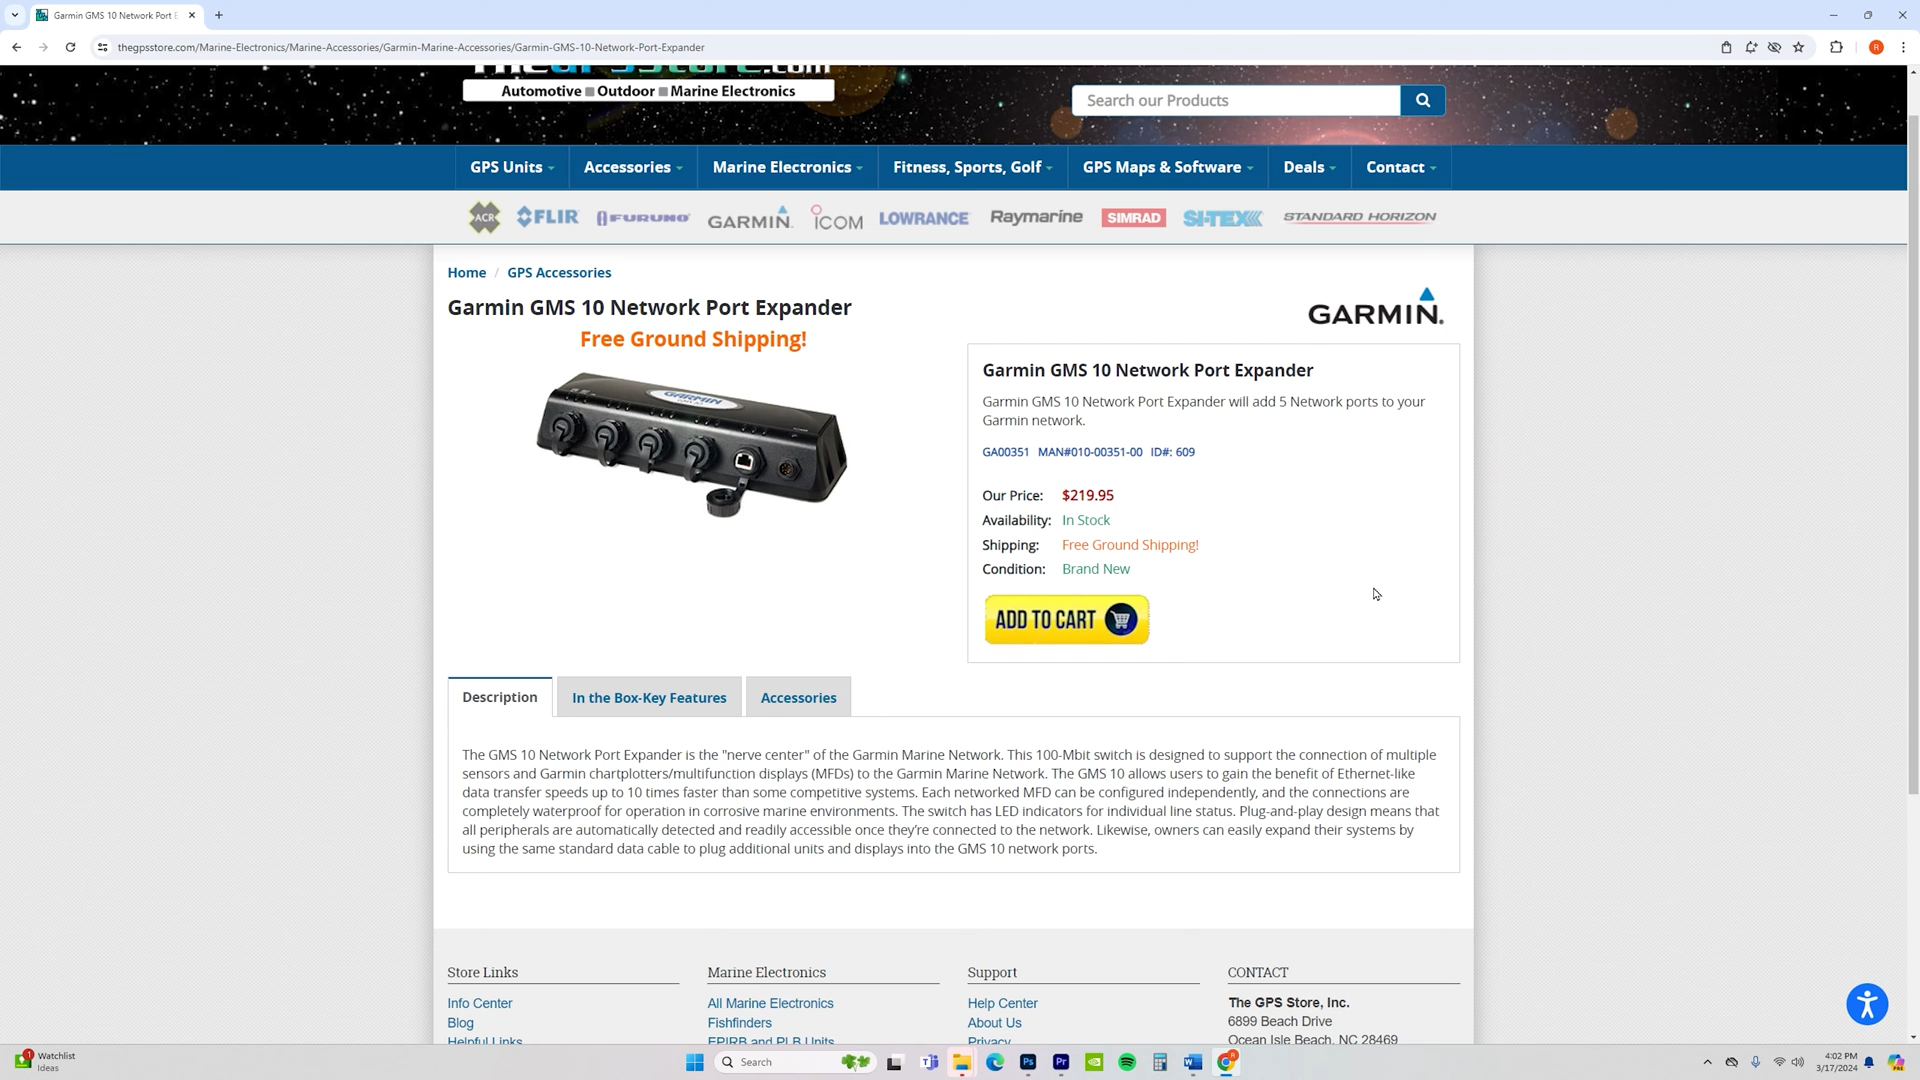 Garmin GMS 10 Network Port E
thegpsstore.com/Marine-Electronics/Marine-Accessories/Garmin-Marine-Accessories/Garmin-GMS-10-Network-Port-Expander
R
TheGPSStore.com
Automotive Outdoor Marine Electronics
Search our Products
GPS Units Accessories Marine Electronics Fitness, Sports, Golf GPS Maps & Software Deals Contact
ACR FLIR FURUNO GARMIN. iCOM LOWRANCE Raymarine SIMRAD SI-TEX STANDARD HORIZON
Home / GPS Accessories
Garmin GMS 10 Network Port Expander
GARMIN.
Free Ground Shipping!
GARMIN
Garmin GMS 10 Network Port Expander
Garmin GMS 10 Network Port Expander will add 5 Network ports to your
Garmin network.
GA00351 MAN#010-00351-00 ID#: 609
Our Price: $219.95
Availability: In Stock
Shipping: Free Ground Shipping!
Condition: Brand New
ADD TO CART
Description In the Box-Key Features Accessories
The GMS 10 Network Port Expander is the "nerve center" of the Garmin Marine Network. This 100-Mbit switch is designed to support the connection of multiple
sensors and Garmin chartplotters/multifunction displays (MFDs) to the Garmin Marine Network. The GMS 10 allows users to gain the benefit of Ethernet-like
data transfer speeds up to 10 times faster than some competitive systems. Each networked MFD can be configured independently, and the connections are
completely waterproof for operation in corrosive marine environments. The switch has LED indicators for individual line status. Plug-and-play design means that
all peripherals are automatically detected and readily accessible once they're connected to the network. Likewise, owners can easily expand their systems by
using the same standard data cable to plug additional units and displays into the GMS 10 network ports.
Store Links Marine Electronics Support CONTACT
Info Center All Marine Electronics Help Center The GPS Store, Inc.
Blog Fishfinders About Us 6899 Beach Drive
Helpful Links EPIRB and PLB Units Privacy Ocean Isle Beach, NC 28469
1 Watchlist
Ideas
Search
Ps Pr W R
4:02 PM
3/17/2024
PRE